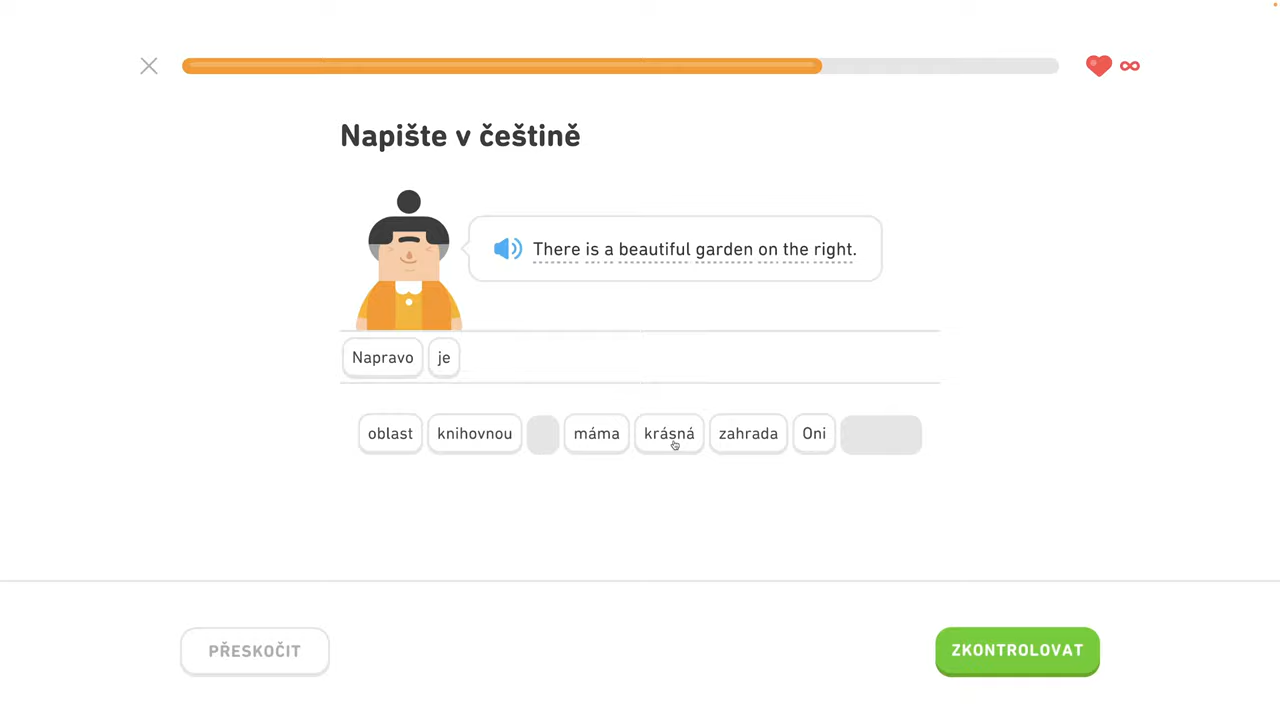 Napište v češtině
There is a beautiful garden on the right.
Napravo je
oblast knihovnou máma krásná zahrada Oni
PŘESKOČIT ZKONTROLOVAT